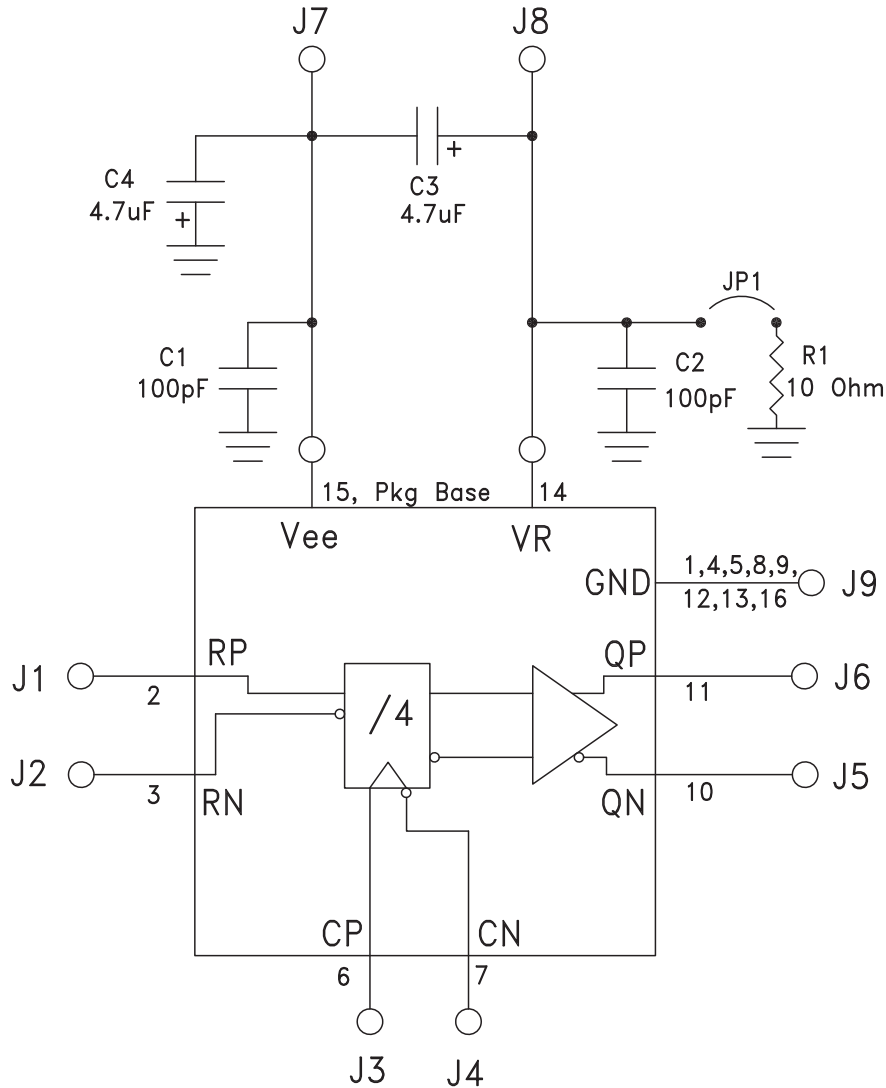 J7
J8
C4
4.7uF
+
+
C3
4.7uF
JP1
C1
100pF
C2
100pF
R1
10 Ohm
15, Pkg Base
14
Vee
VR
GND
1,4,5,8,9,
12,13,16
J9
J1
2
RP
/4
QP
11
J6
J2
3
RN
QN
10
J5
CP
CN
6
7
J3
J4